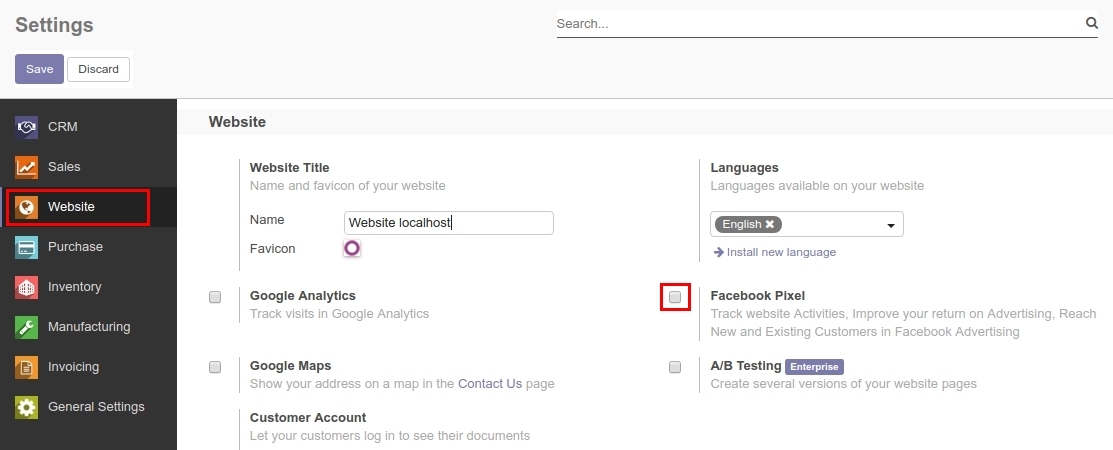 Settings
Search...
Save
Discard
CRM
Sales
Website
Purchase
Inventory
Manufacturing
Invoicing
General Settings
Website
Website Title
Name and favicon of your website
Name
Website localhost
Favicon
Languages
Languages available on your website
English
Install new language
Google Analytics
Track visits in Google Analytics
Facebook Pixel
Track website Activities, Improve your return on Advertising, Reach
New and Existing Customers in Facebook Advertising
Google Maps
Show your address on a map in the Contact Us page
A/B Testing Enterprise
Create several versions of your website pages
Customer Account
Let your customers log in to see their documents